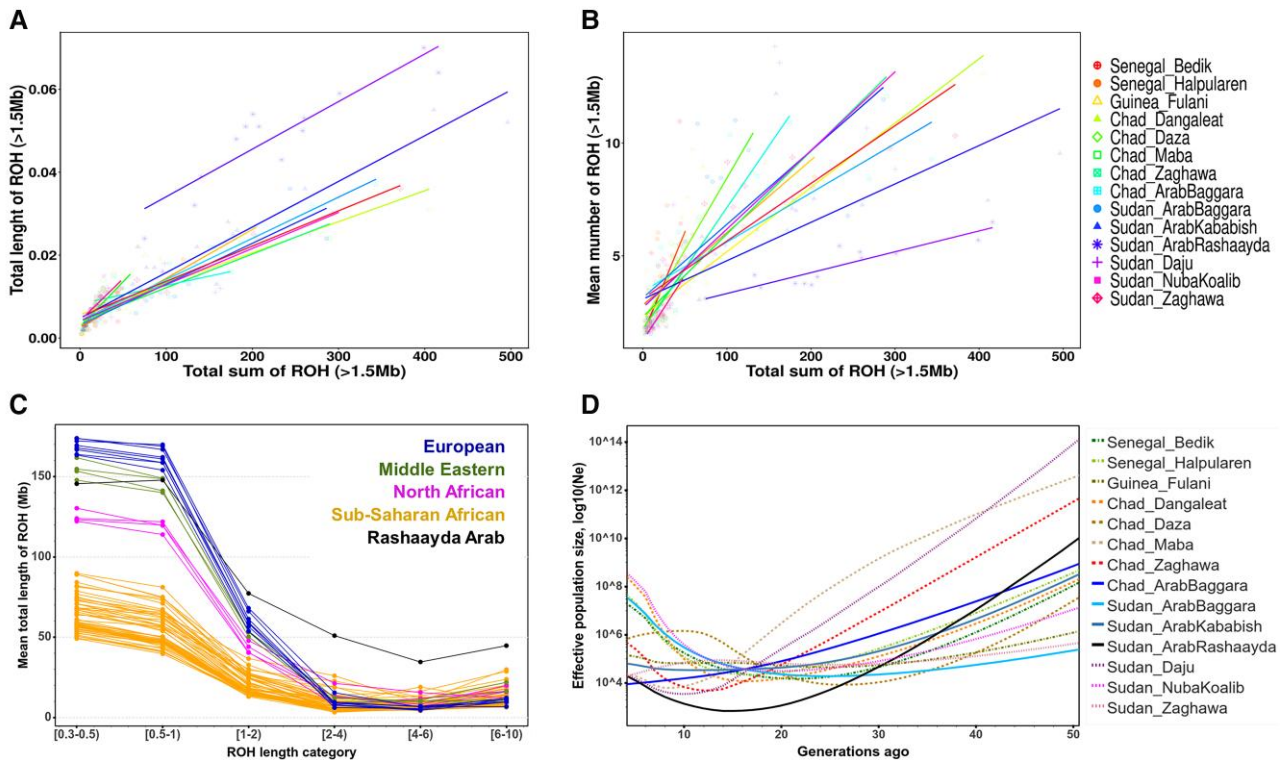 A
Total lenght of ROH (>1.5Mb)
0.06
0.04
0.02
0.00
0
100
200
300
400
500
Total sum of ROH (>1.5Mb)
B
Mean mumber of ROH (>1.5Mb)
10
5
0
100
200
300
400
500
Total sum of ROH (>1.5Mb)
Senegal_Bedik
Senegal_Halpularen
Guinea_Fulani
Chad_Dangaleat
Chad_Daza
Chad_Maba
Chad_Zaghawa
Chad_ArabBaggara
Sudan_ArabBaggara
Sudan_ArabKababish
Sudan_ArabRashaayda
Sudan_Daju
Sudan_NubaKoalib
Sudan_Zaghawa
C
Mean total length of ROH (Mb)
150
100
50
0
European
Middle Eastern
North African
Sub-Saharan African
Rashaayda Arab
[0.3-0.5)
[0.5-1)
[1-2)
[2-4)
[4-6)
[6-10)
ROH length category
D
Effective population size, log10(Ne)
10^14
10^12
10^10
10^8
10^6
10^4
10
20
30
40
50
Generations ago
Senegal_Bedik
Senegal_Halpularen
Guinea_Fulani
Chad_Dangaleat
Chad_Daza
Chad_Maba
Chad_Zaghawa
Chad_ArabBaggara
Sudan_ArabBaggara
Sudan_ArabKababish
Sudan_ArabRashaayda
Sudan_Daju
Sudan_NubaKoalib
Sudan_Zaghawa